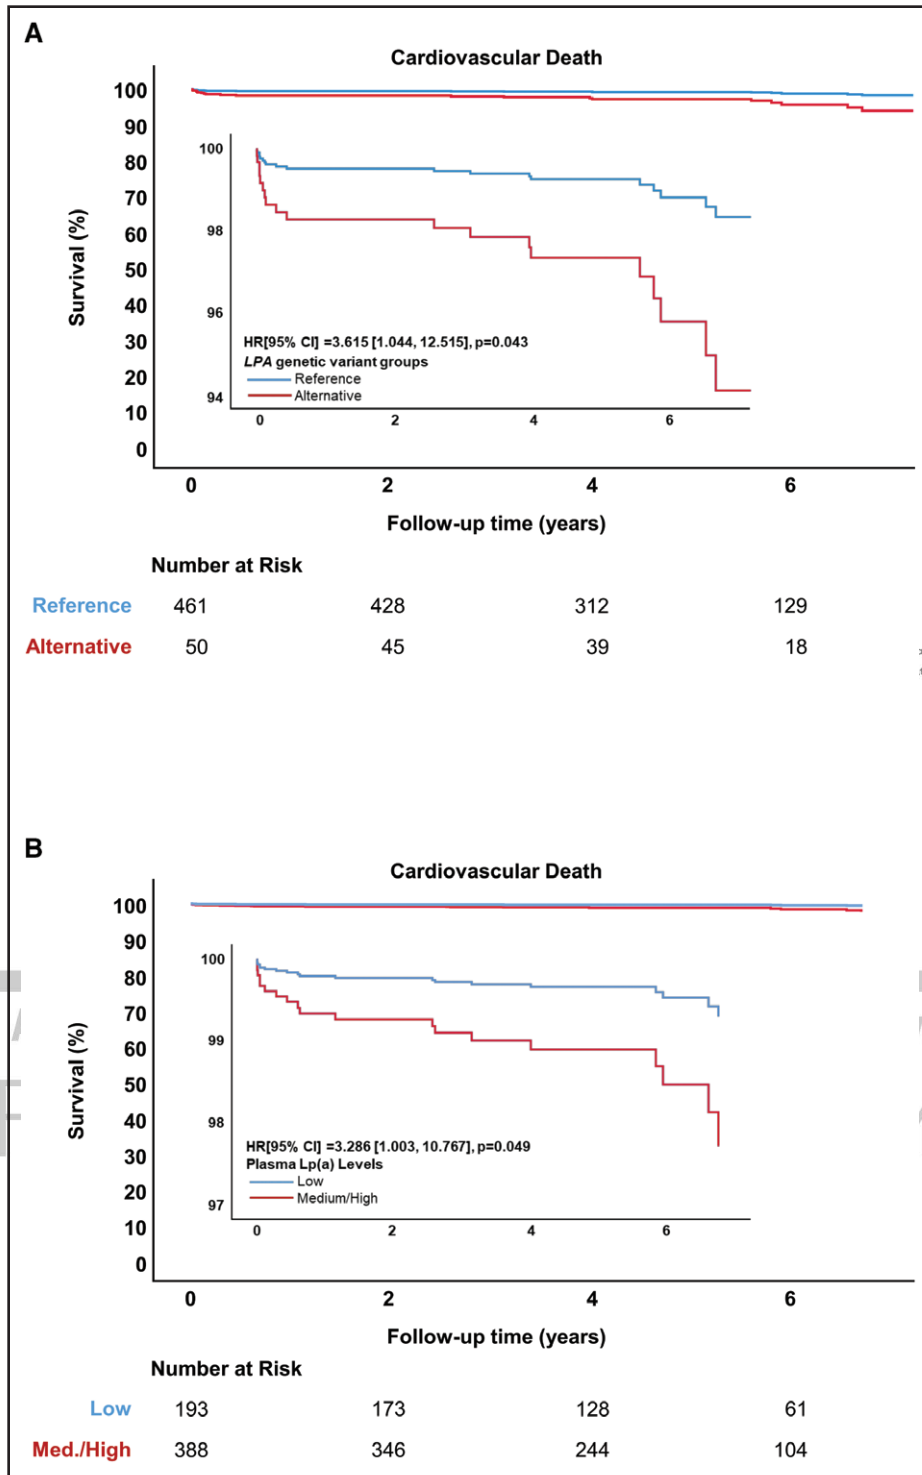 A
Cardiovascular Death
Survival (%)
100
90
80
70
60
50
40
30
20
10
0
100
98
96
94
HR[95% CI] =3.615 [1.044, 12.515], p=0.043
LPA genetic variant groups
Reference
Alternative
0 2 4 6
0 2 4 6
Follow-up time (years)
Number at Risk
Reference 461 428 312 129
Alternative 50 45 39 18
B
Cardiovascular Death
Survival (%)
100
90
80
70
60
50
40
30
20
10
0
100
99
98
97
HR[95% CI] =3.286 [1.003, 10.767], p=0.049
Plasma Lp(a) Levels
Low
Medium/High
0 2 4 6
0 2 4 6
Follow-up time (years)
Number at Risk
Low 193 173 128 61
Med./High 388 346 244 104